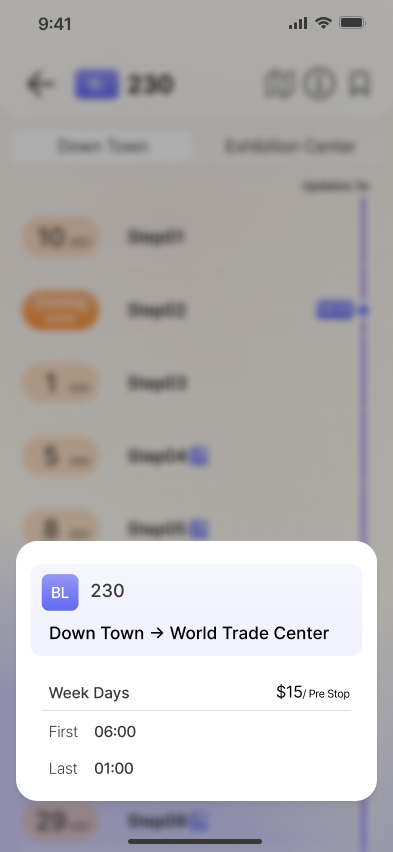 9:41
230
Down Town
Exhibition Center
10
Step01
Step02
1
Step03
5
Step04
8
Step05
BL
230
Down Town → World Trade Center
Week Days
$15/ Pre Stop
First 06:00
Last 01:00
29